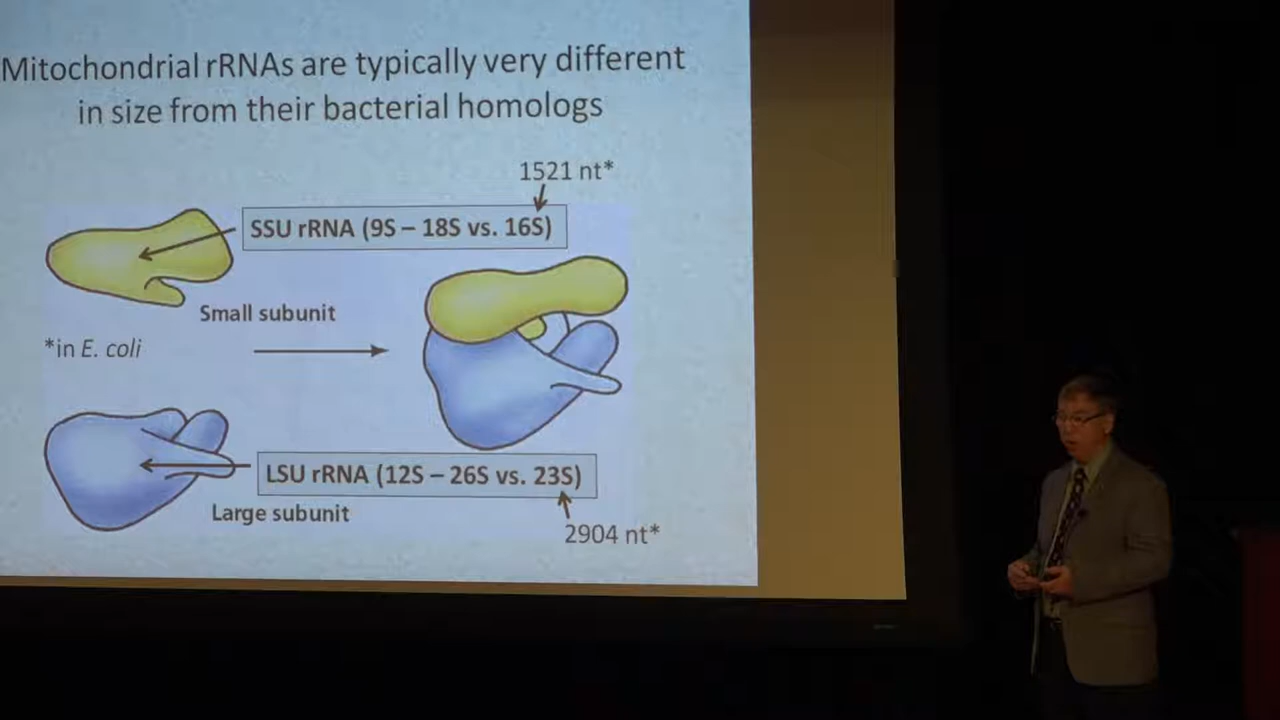 Mitochondrial rRNAs are typically very different
in size from their bacterial homologs
1521 nt*
SSU rRNA (9S – 18S vs. 16S)
Small subunit
*in E. coli
LSU rRNA (12S – 26S vs. 23S)
Large subunit
2904 nt*